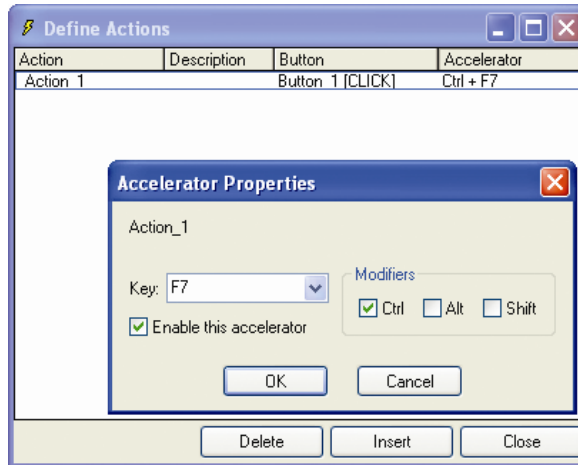 Define Actions
Action Description Button Accelerator
Action 1 Button 1 [CLICK] Ctrl + F7
Accelerator Properties
Action_1
Modifiers
Key: F7
Ctrl Alt Shift
Enable this accelerator
OK Cancel
Delete Insert Close